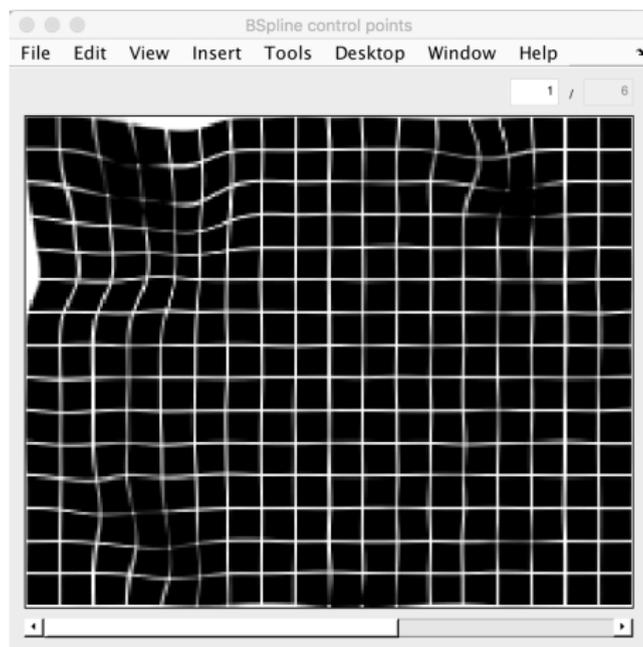 BSpline control points
File Edit View Insert Tools Desktop Window Help
1 / 6